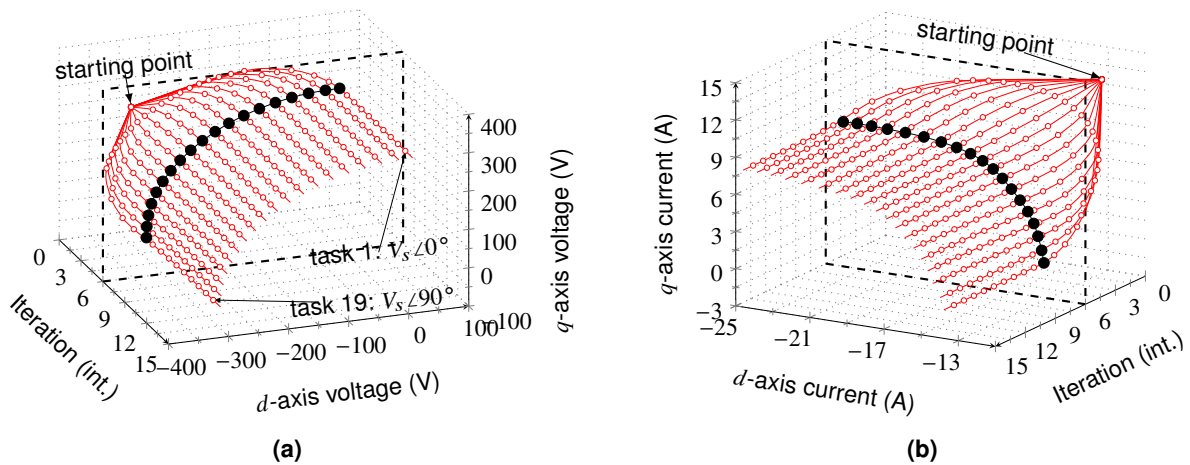 starting point
400
300
200
100
0
−100
q-axis voltage (V)
task 1: Vs∠0°
task 19: Vs∠90°
0
3
6
9
12
15
Iteration (int.)
−400
−300
−200
−100
0
100
d-axis voltage (V)
(a)
starting point
15
12
9
6
3
0
−3
q-axis current (A)
−25
−21
−17
−13
d-axis current (A)
15
12
9
6
3
0
Iteration (int.)
(b)